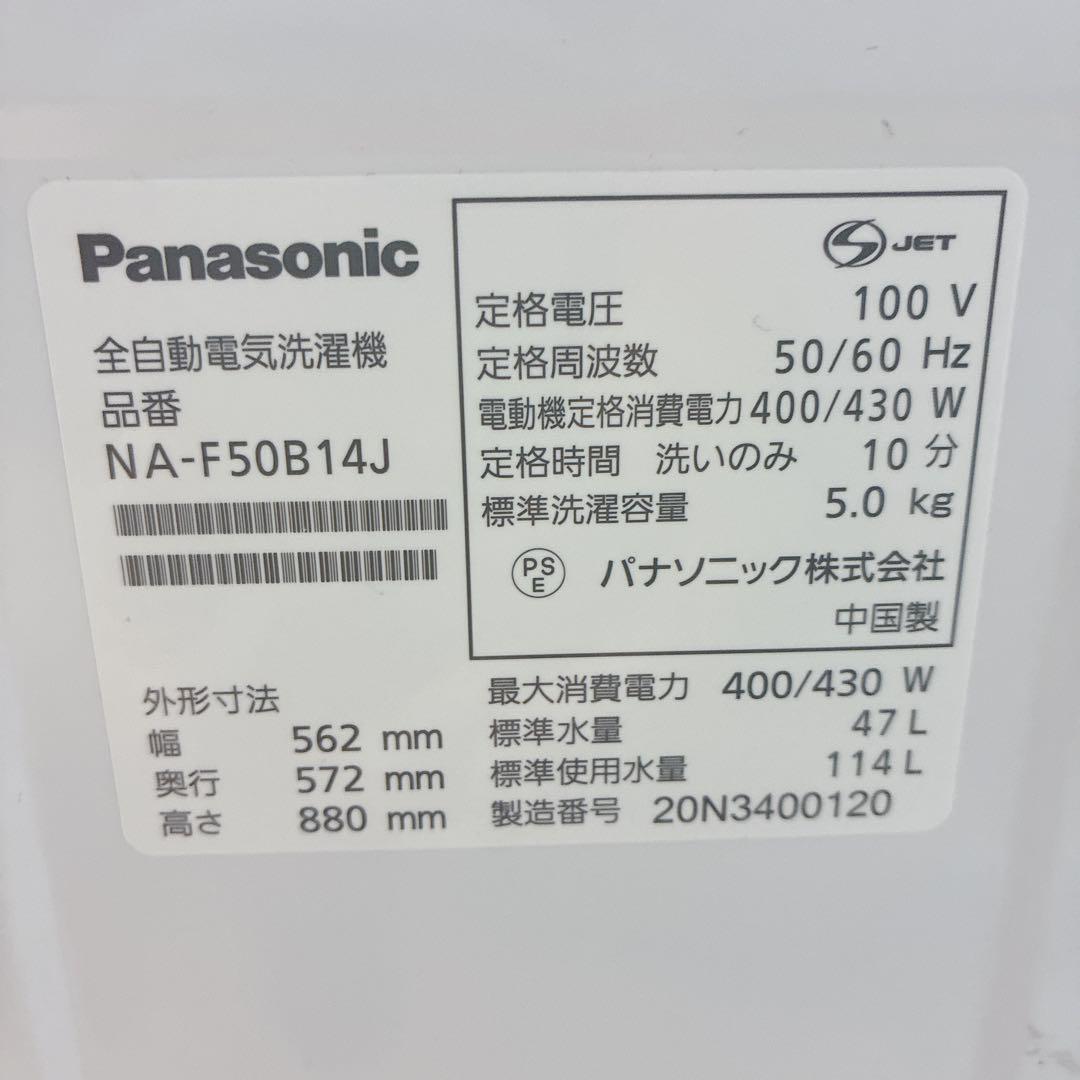 Panasonic
全自動電気洗濯機
品番
NA-F50B14J
外形寸法
幅 562 mm
奥行 572 mm
高さ 880 mm
S JET
定格電圧 100 V
定格周波数 50/60 Hz
電動機定格消費電力 400/430 W
定格時間 洗いのみ 10 分
標準洗濯容量 5.0 kg
PS E パナソニック株式会社
中国製
最大消費電力 400/430 W
標準水量 47 L
標準使用水量 114 L
製造番号 20N3400120